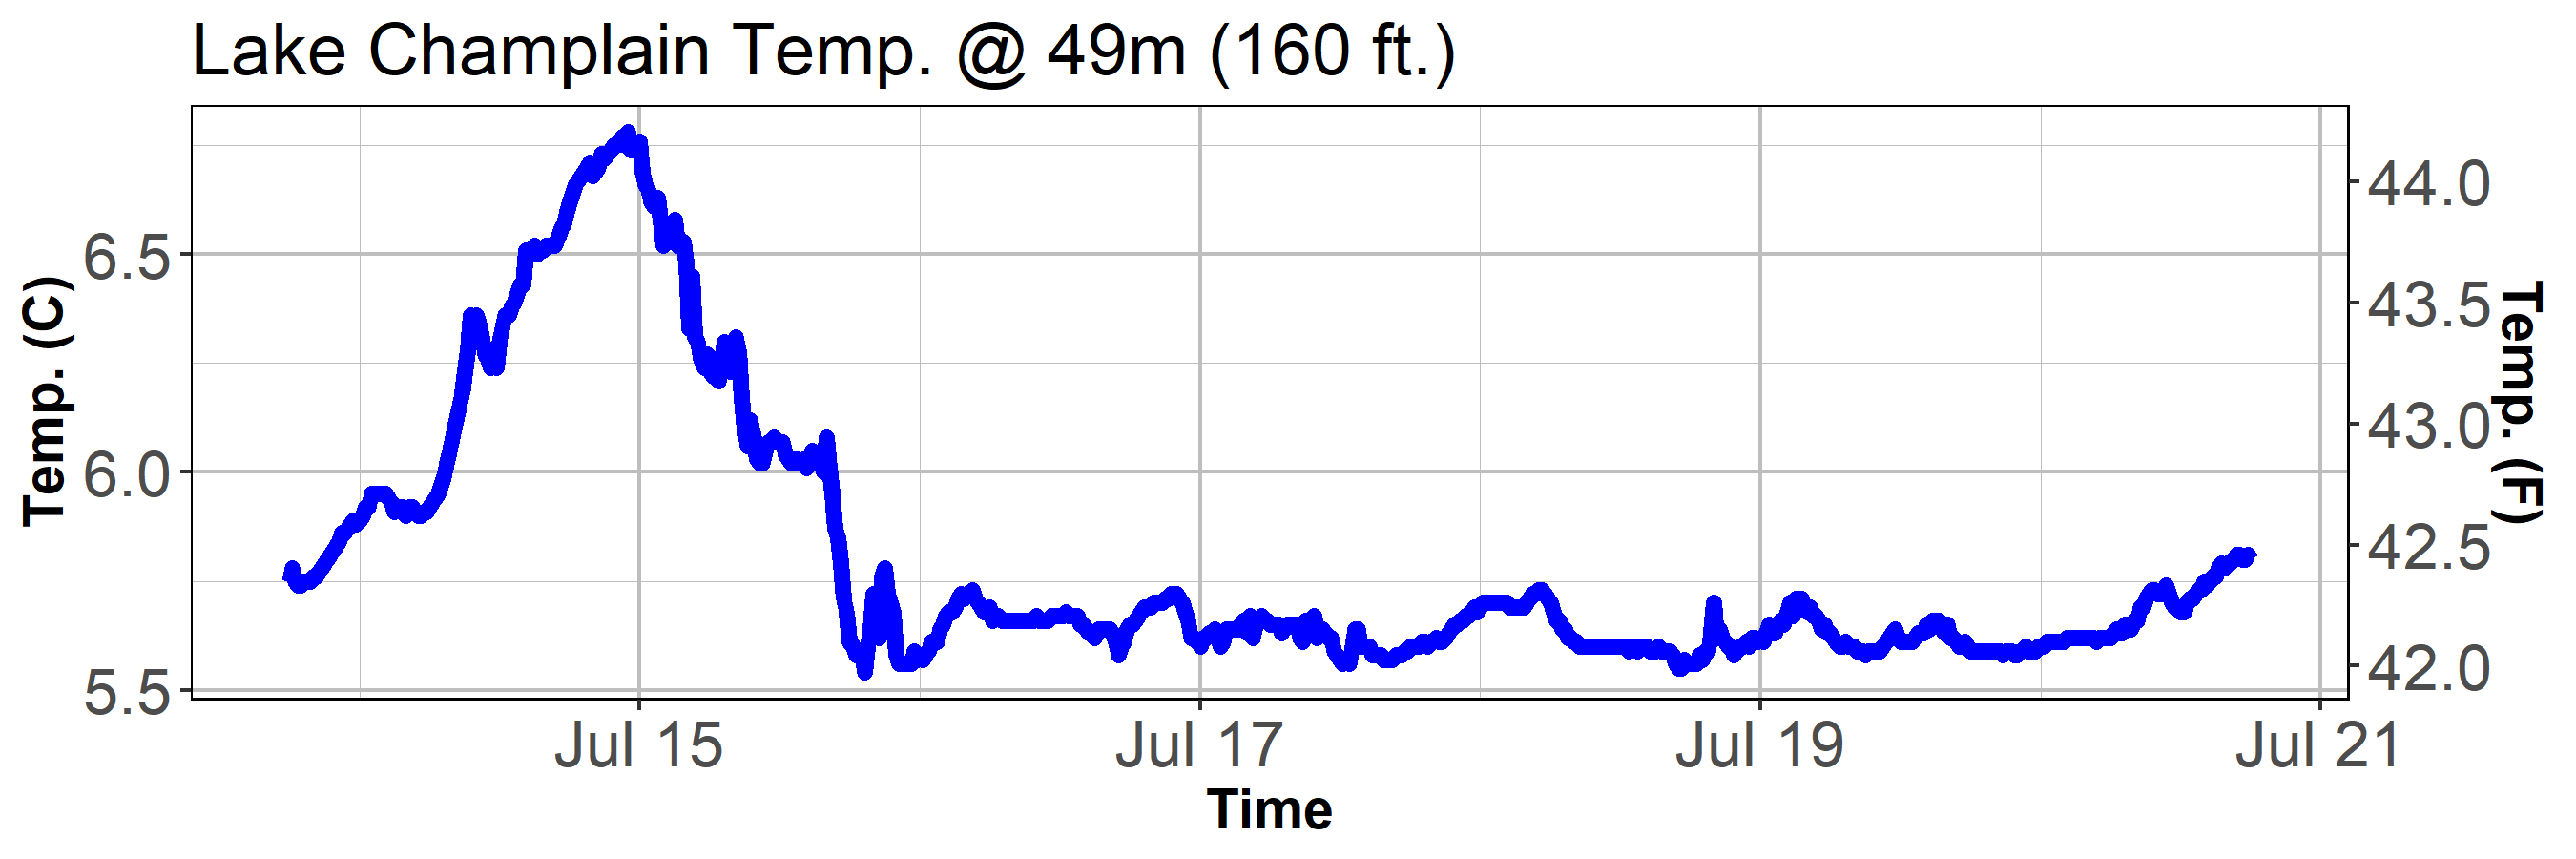 Lake Champlain Temp. @ 49m (160 ft.)
Temp. (C)
6.5
6.0
5.5
44.0
43.5
43.0
42.5
42.0
Temp. (F)
Jul 15 Jul 17 Jul 19 Jul 21
Time